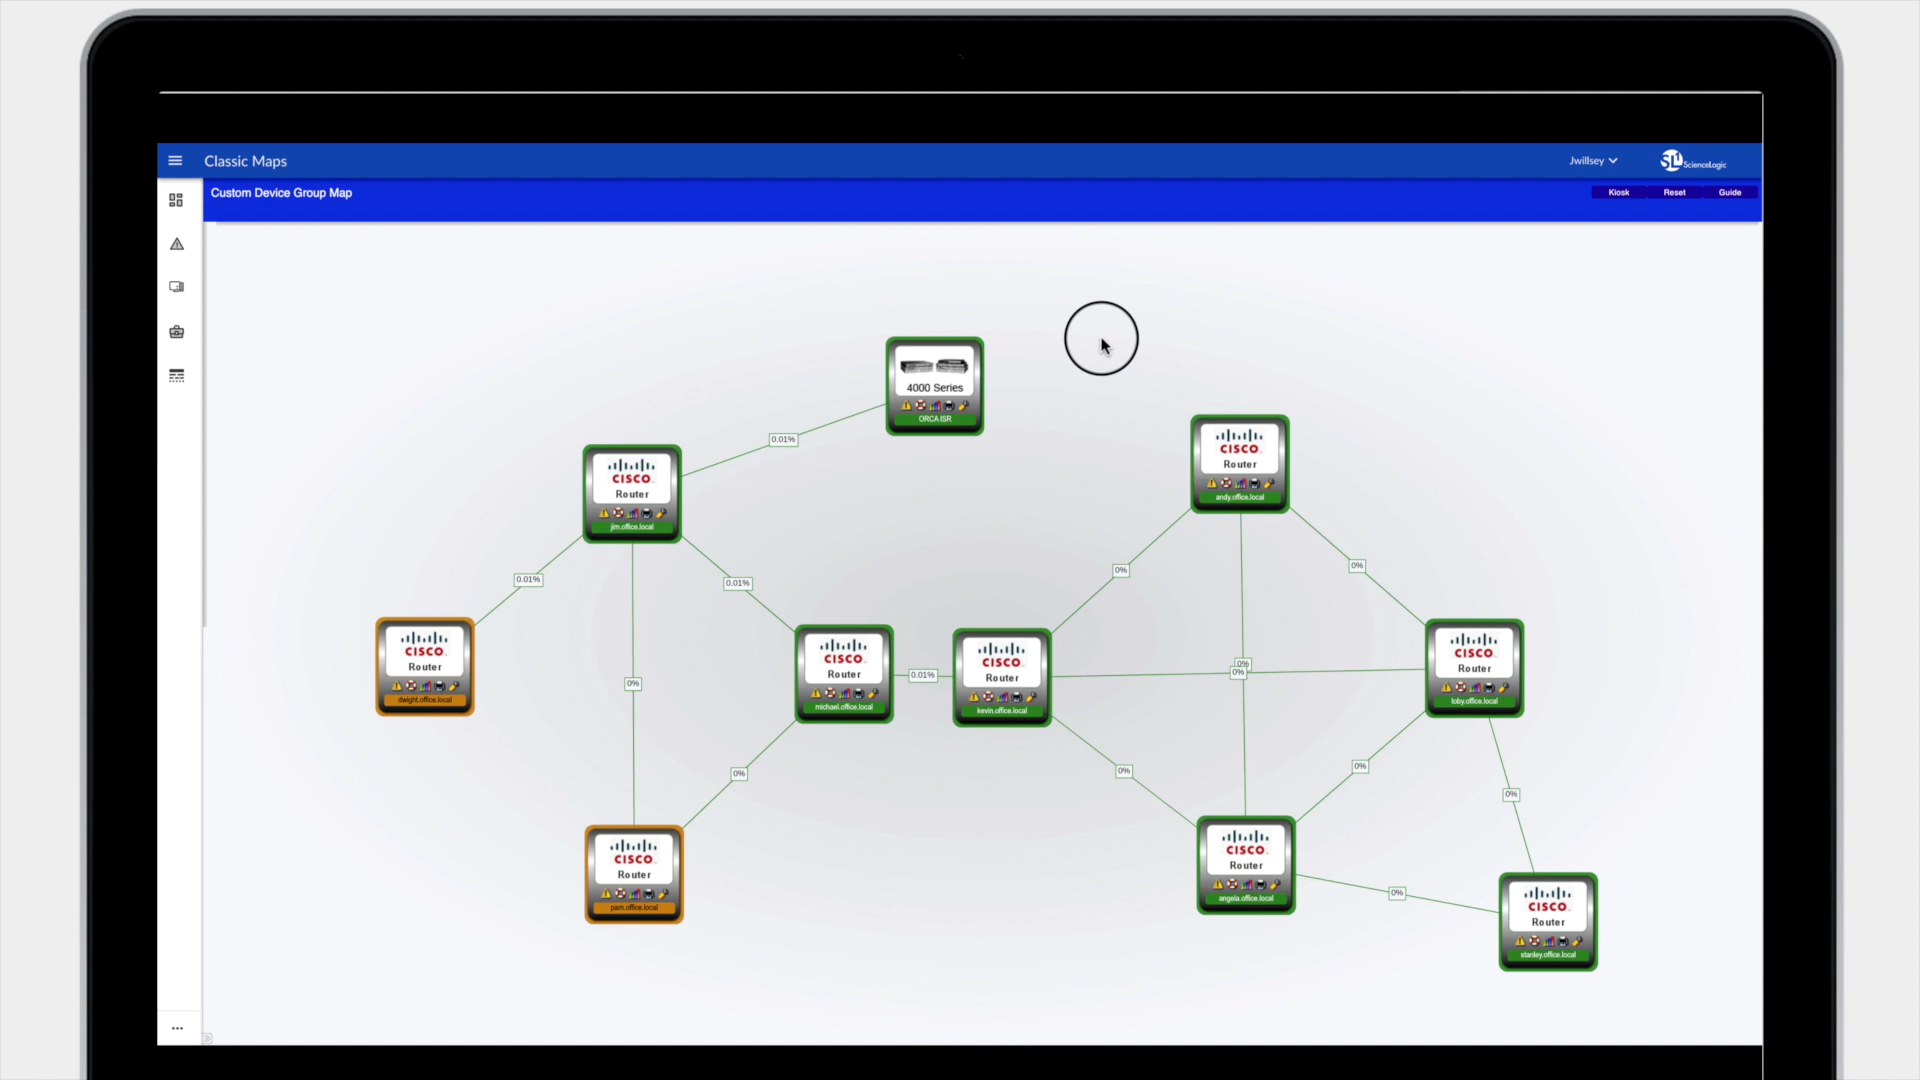 Classic Maps
Jwillsey
SL1 ScienceLogic
Custom Device Group Map
Kiosk Reset Guide
4000 Series
ORCA ISR
0.01%
CISCO
Router
jim.office.local
CISCO
Router
andy.office.local
0.01%
0.01%
0%
0%
CISCO
Router
dwight.office.local
CISCO
Router
michael.office.local
0.01%
CISCO
Router
kevin.office.local
0%
0%
CISCO
Router
toby.office.local
0%
0%
0%
0%
0%
CISCO
Router
pam.office.local
CISCO
Router
angela.office.local
0%
CISCO
Router
stanley.office.local